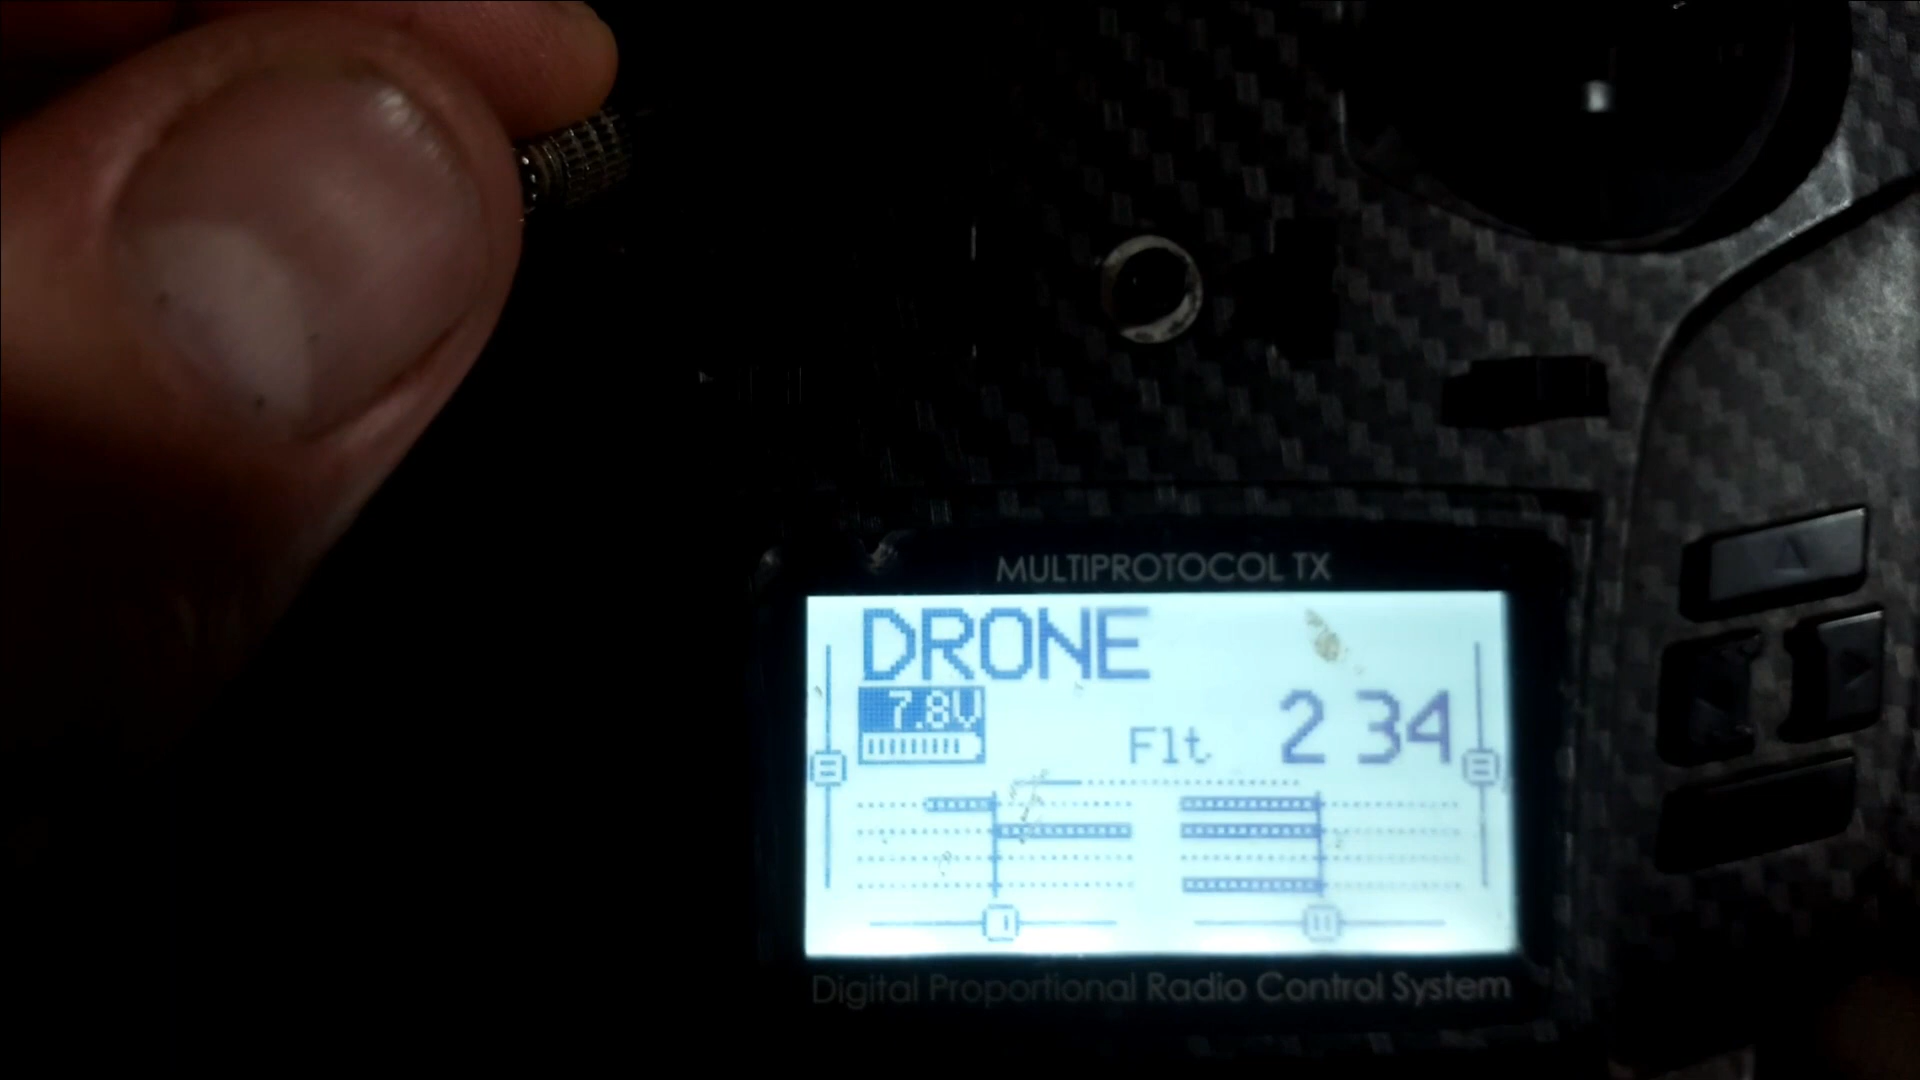 MULTIPROTOCOL TX
DRONE
7.8V
Flt 2 34
Digital Proportional Radio Control System